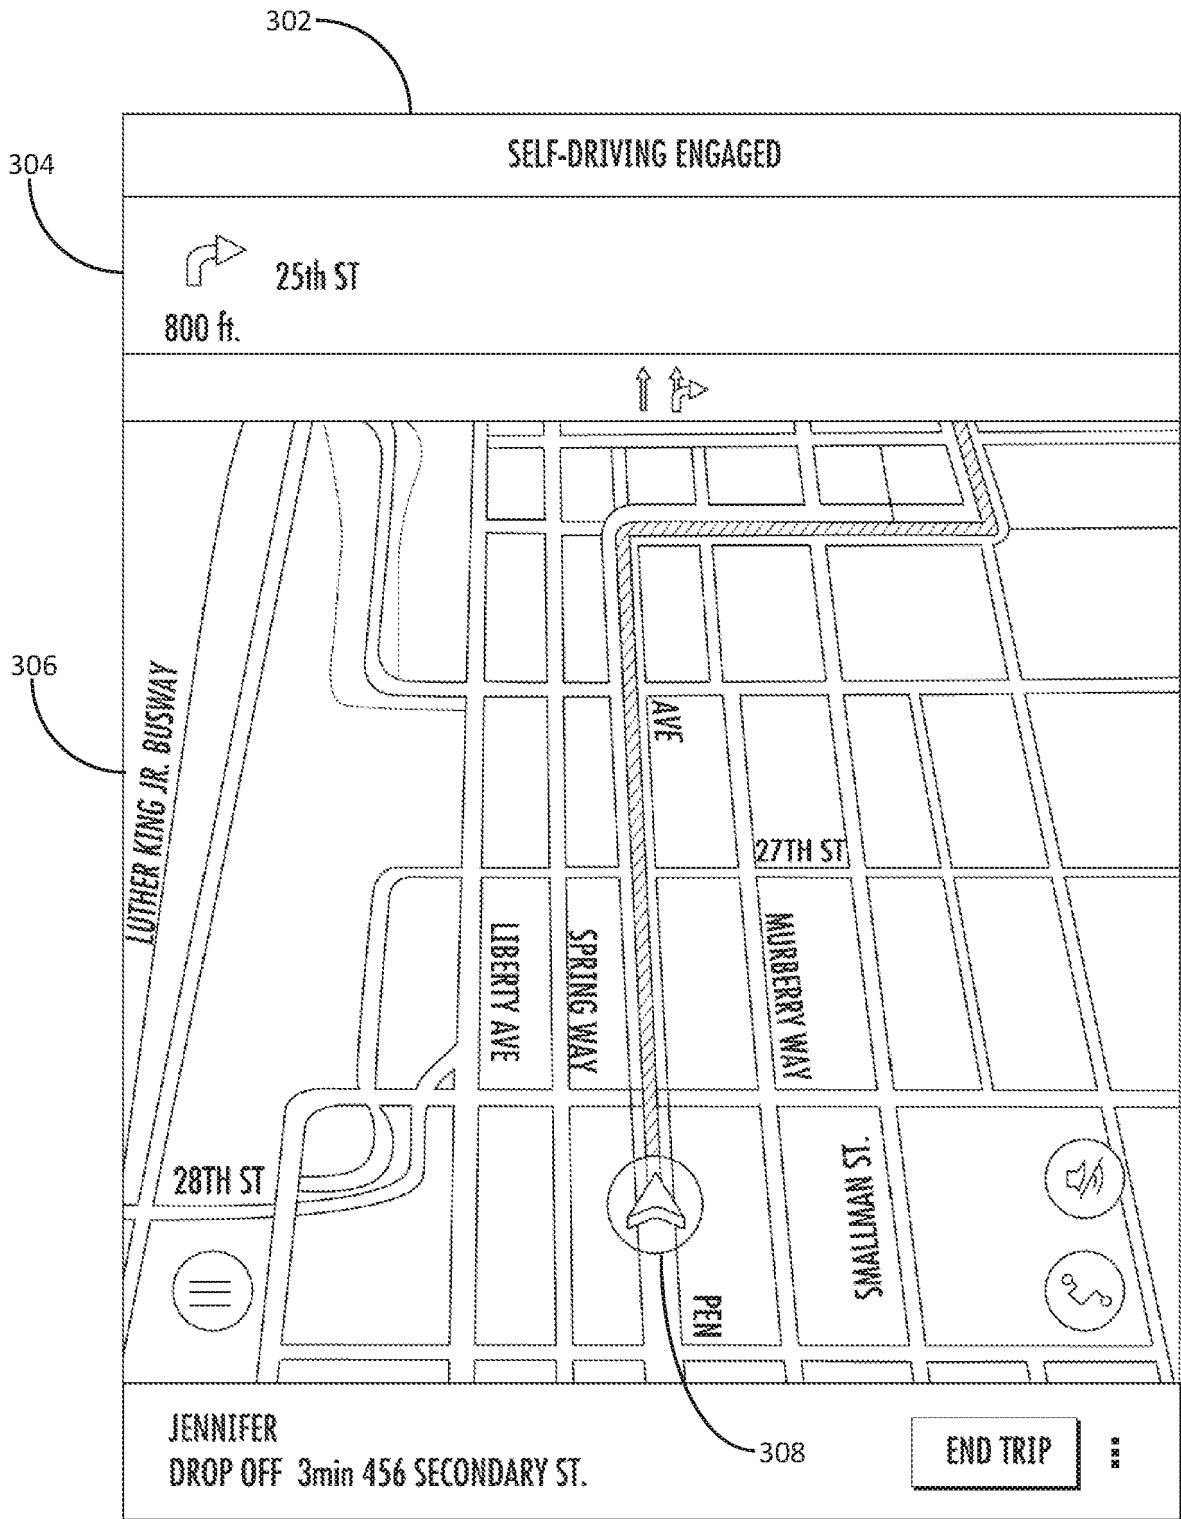 302
SELF-DRIVING ENGAGED
304
25th ST
800 ft.
306
LUTHER KING JR. BUSWAY
AVE
27TH ST
LIBERTY AVE
SPRING WAY
MURBERRY WAY
28TH ST
SMALLMAN ST.
PEN
JENNIFER
DROP OFF 3min 456 SECONDARY ST.
308
END TRIP